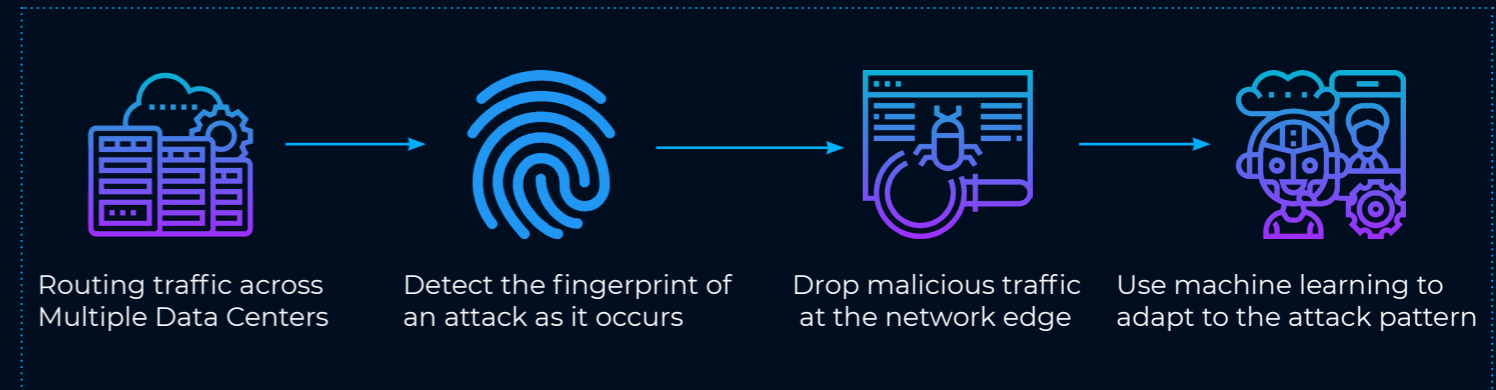 Routing traffic across
Multiple Data Centers
Detect the fingerprint of
an attack as it occurs
Drop malicious traffic
at the network edge
Use machine learning to
adapt to the attack pattern